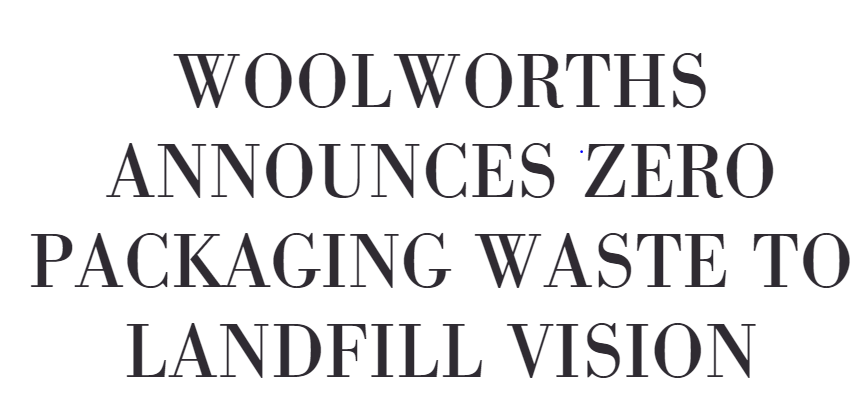 WOOLWORTHS
ANNOUNCES ZERO
PACKAGING WASTE TO
LANDFILL VISION